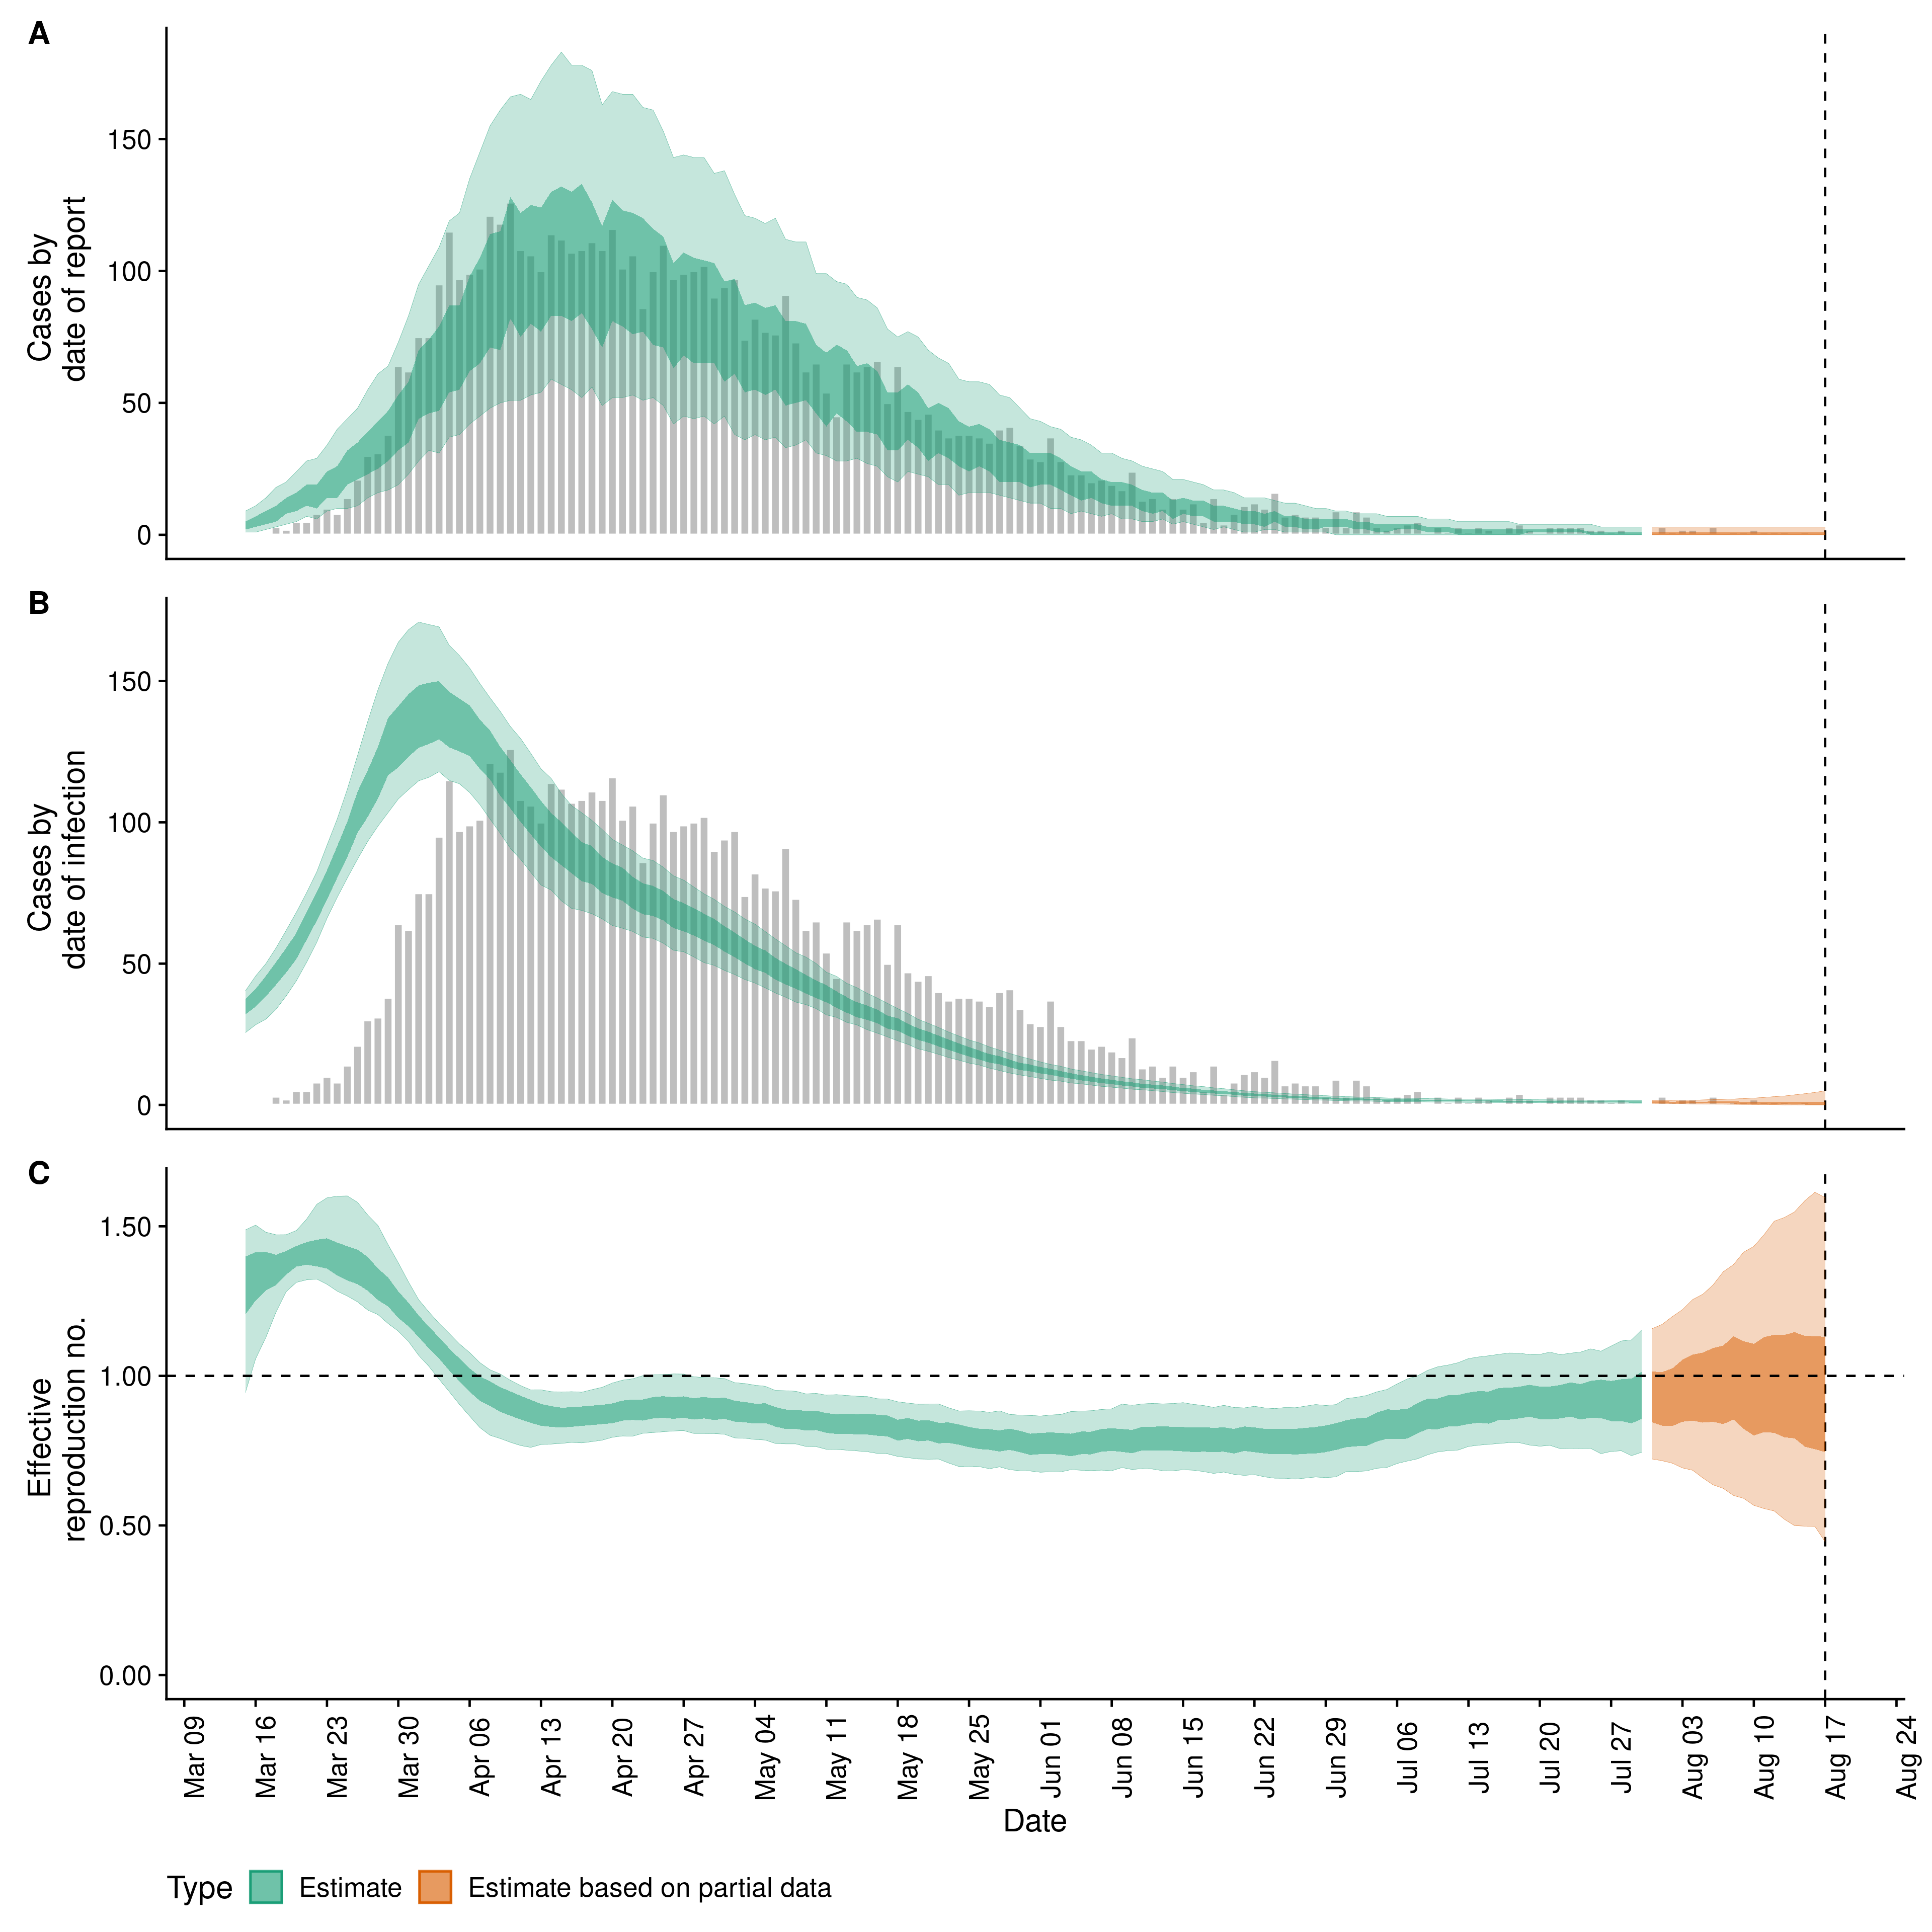 A
Cases by
date of report
150
100
50
0
B
Cases by
date of infection
150
100
50
0
C
Effective
reproduction no.
1.50
1.00
0.50
0.00
Mar 09
Mar 16
Mar 23
Mar 30
Apr 06
Apr 13
Apr 20
Apr 27
May 04
May 11
May 18
May 25
Jun 01
Jun 08
Jun 15
Jun 22
Jun 29
Jul 06
Jul 13
Jul 20
Jul 27
Aug 03
Aug 10
Aug 17
Aug 24
Date
Type Estimate Estimate based on partial data